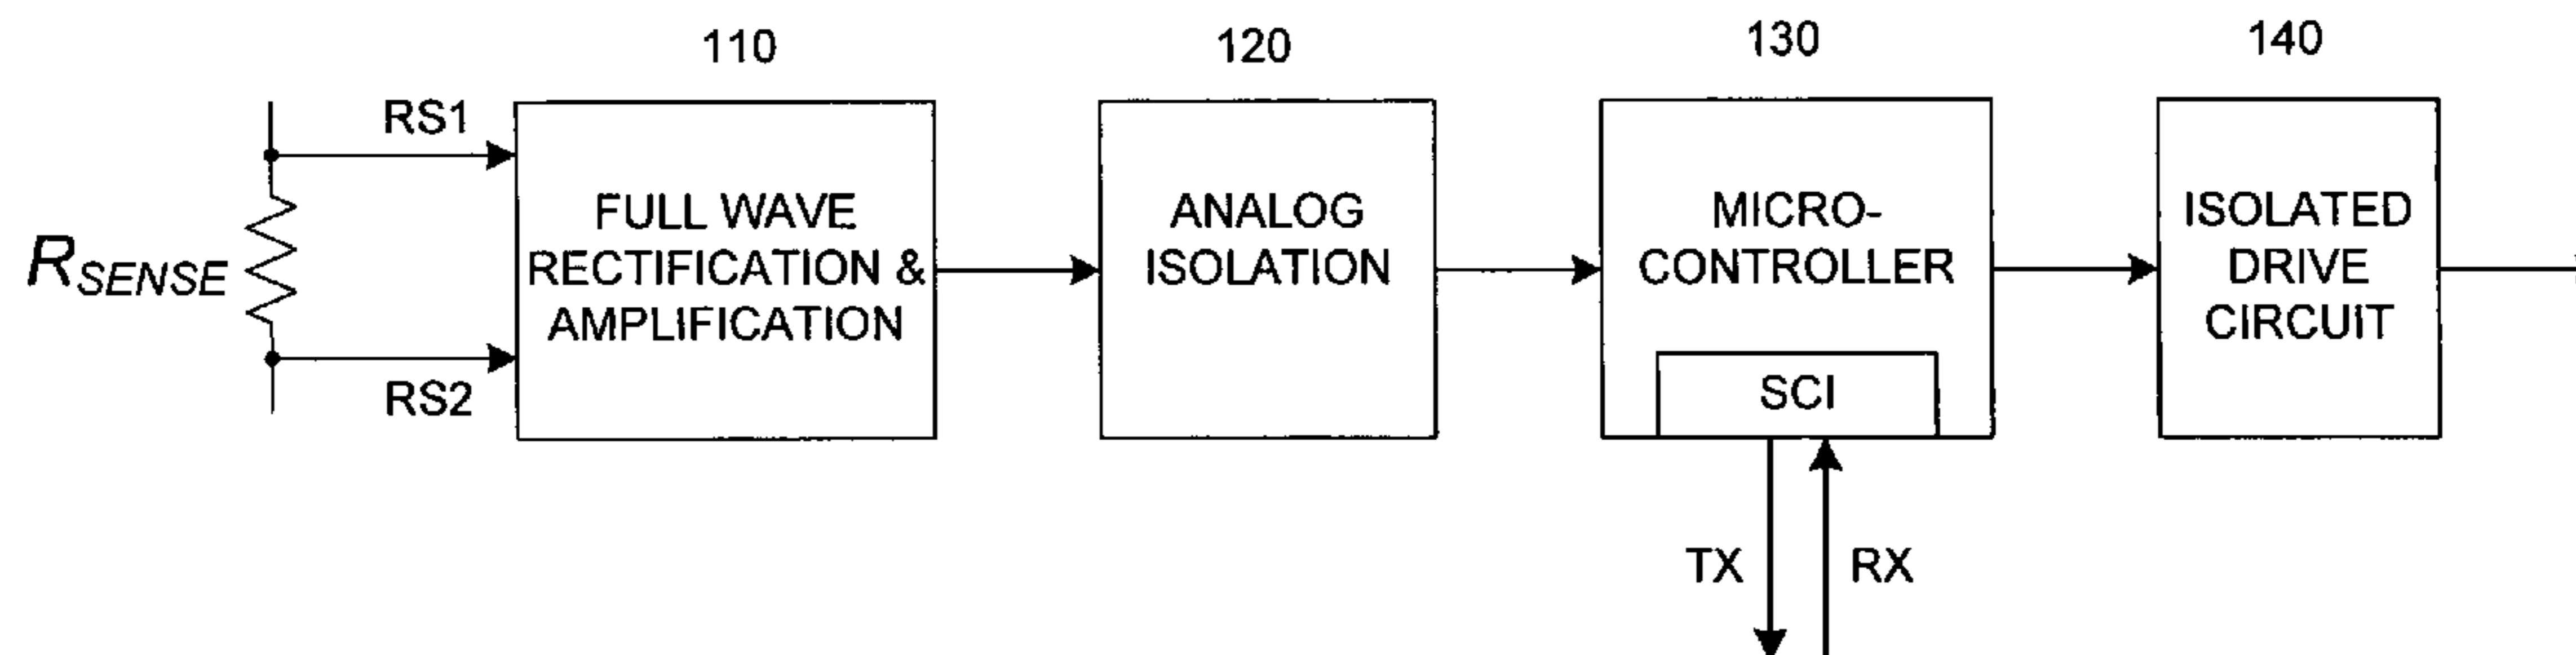 110
120
130
140
RS1
RS2
R_SENSE
FULL WAVE
RECTIFICATION &
AMPLIFICATION
ANALOG
ISOLATION
MICRO-
CONTROLLER
SCI
TX
RX
ISOLATED
DRIVE
CIRCUIT